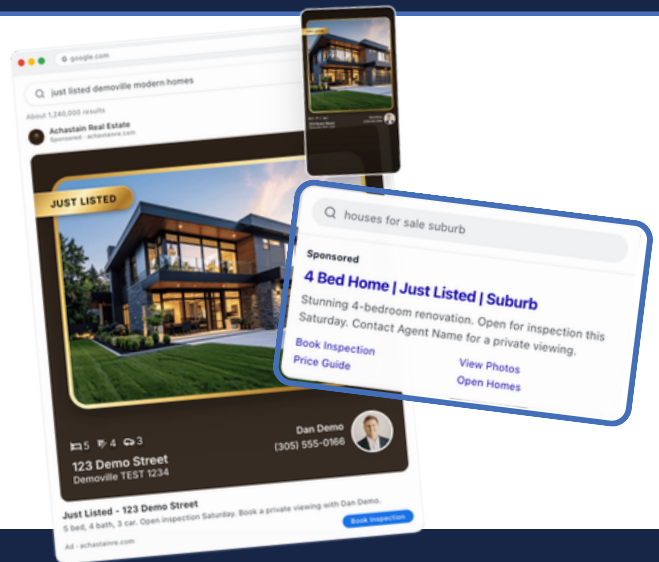 google.com
just listed demoville modern homes
About 1,240,000 results
Achastain Real Estate
Sponsored · achastainre.com
JUST LISTED
5 4 3
123 Demo Street
Demoville TEST 1234
Dan Demo
(305) 555-0166
Just Listed - 123 Demo Street
5 bed, 4 bath, 3 car. Open inspection Saturday. Book a private viewing with Dan Demo.
Ad · achastainre.com
Book Inspection
houses for sale suburb
Sponsored
4 Bed Home | Just Listed | Suburb
Stunning 4-bedroom renovation. Open for inspection this
Saturday. Contact Agent Name for a private viewing.
Book Inspection
View Photos
Price Guide
Open Homes